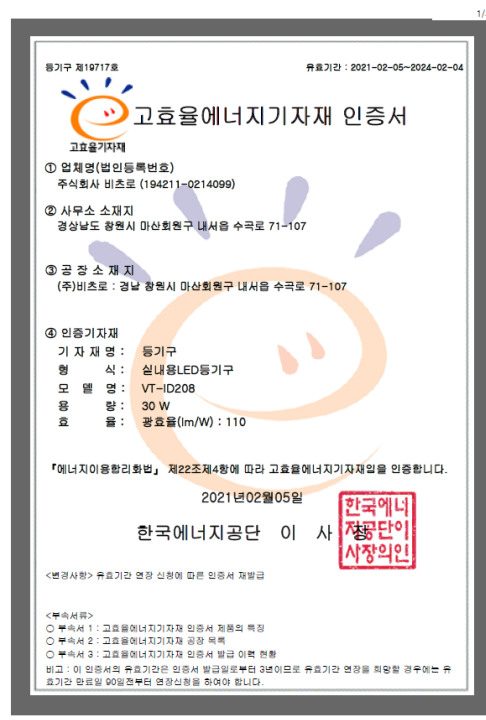 1/
등기구 제19717호
유효기간 : 2021-02-05~2024-02-04
고효율기자재
고효율에너지기자재 인증서
① 업체명(법인등록번호)
주식회사 비츠로 (194211-0214099)
② 사무소 소재지
경상남도 창원시 마산회원구 내서읍 수곡로 71-107
③ 공 장 소 재 지
(주)비츠로 : 경남 창원시 마산회원구 내서읍 수곡로 71-107
④ 인증기자재
기 자 재 명 : 등기구
형 식 : 실내용LED등기구
모 델 명 : VT-ID208
용 량 : 30 W
효 율 : 광효율(lm/W) : 110
『에너지이용합리화법』 제22조제4항에 따라 고효율에너지기자재임을 인증합니다.
2021년02월05일
한국에너지공단 이 사 장
한국에너
지공단이
사장의인
<변경사항> 유효기간 연장 신청에 따른 인증서 재발급
<부속서류>
○ 부속서 1 : 고효율에너지기자재 인증서 제품의 특징
○ 부속서 2 : 고효율에너지기자재 공장 목록
○ 부속서 3 : 고효율에너지기자재 인증서 발급 이력 현황
비고 : 이 인증서의 유효기간은 인증서 발급일로부터 3년이므로 유효기간 연장을 희망할 경우에는 유
효기간 만료일 90일전부터 연장신청을 하여야 합니다.